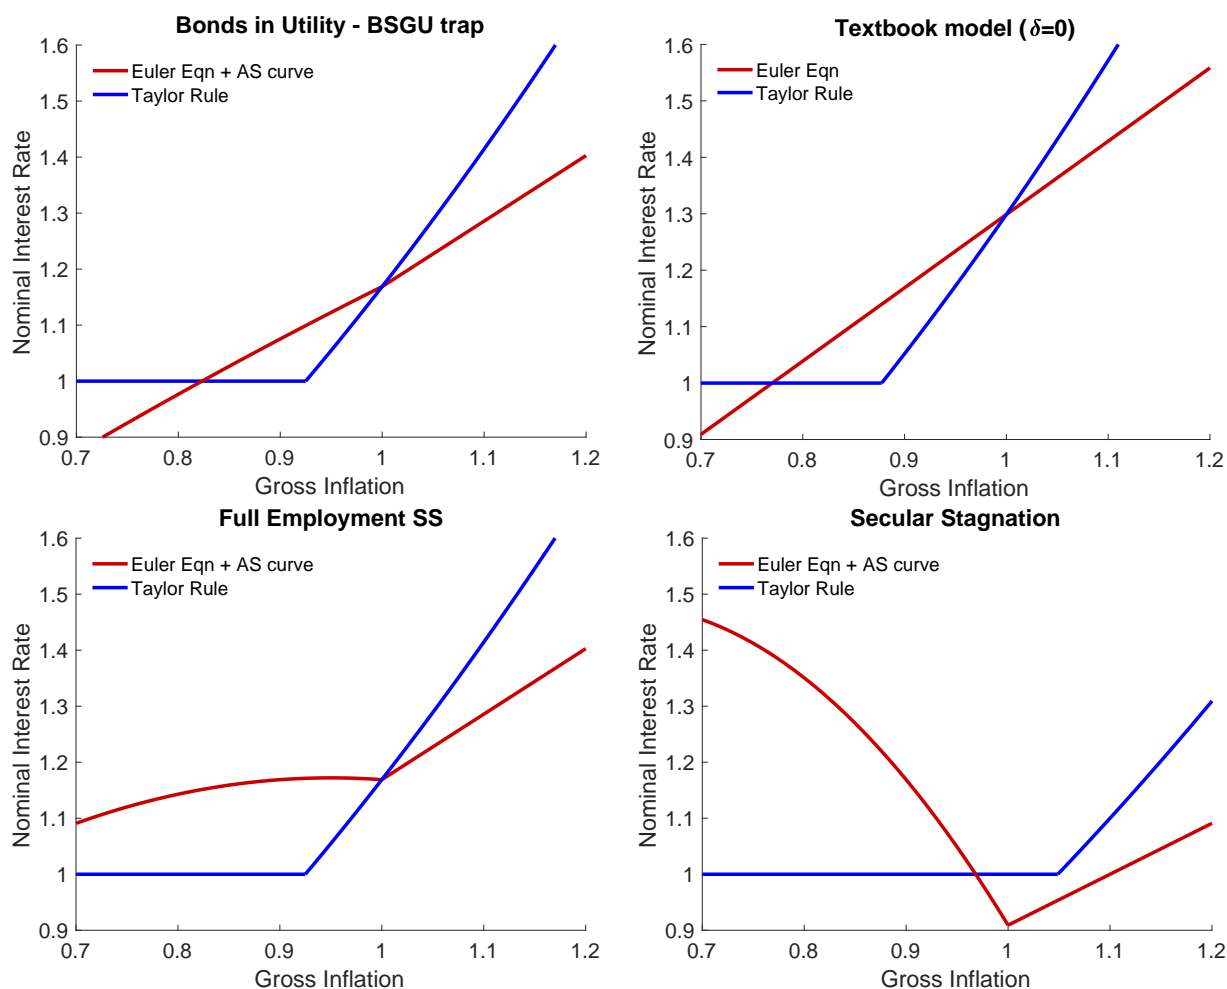 Bonds in Utility - BSGU trap
Nominal Interest Rate
1.6
1.5
1.4
1.3
1.2
1.1
1
0.9
Euler Eqn + AS curve
Taylor Rule
0.7 0.8 0.9 1 1.1 1.2
Gross Inflation
Textbook model (δ=0)
Nominal Interest Rate
1.6
1.5
1.4
1.3
1.2
1.1
1
0.9
Euler Eqn
Taylor Rule
0.7 0.8 0.9 1 1.1 1.2
Gross Inflation
Full Employment SS
Nominal Interest Rate
1.6
1.5
1.4
1.3
1.2
1.1
1
0.9
Euler Eqn + AS curve
Taylor Rule
0.7 0.8 0.9 1 1.1 1.2
Gross Inflation
Secular Stagnation
Nominal Interest Rate
1.6
1.5
1.4
1.3
1.2
1.1
1
0.9
Euler Eqn + AS curve
Taylor Rule
0.7 0.8 0.9 1 1.1 1.2
Gross Inflation